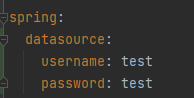 spring:
  datasource:
    username: test
    password: test